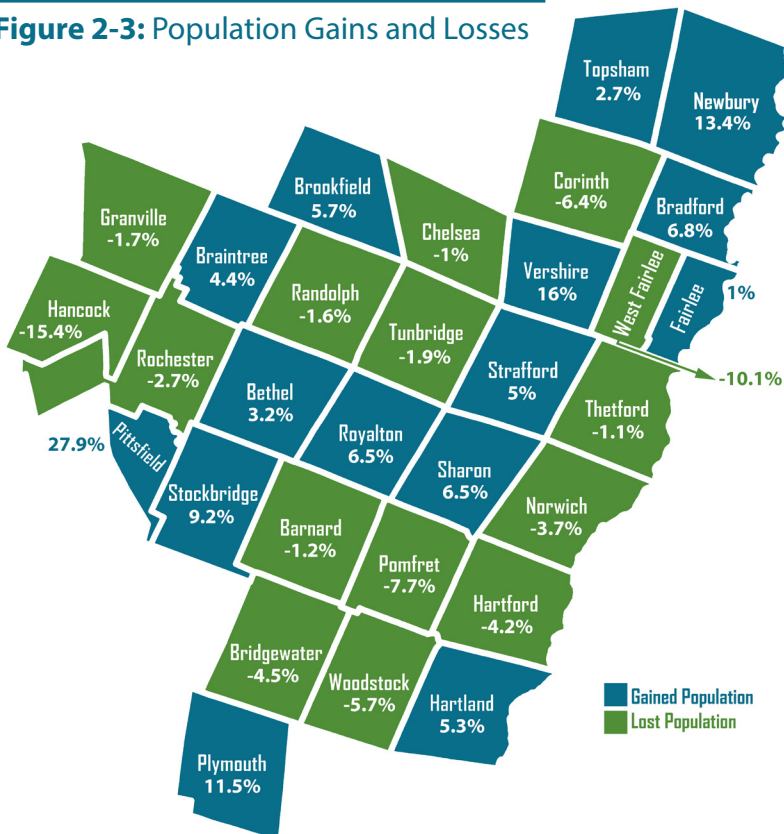 Figure 2-3: Population Gains and Losses
Topsham
2.7%
Newbury
13.4%
Corinth
-6.4%
Bradford
6.8%
Brookfield
5.7%
Chelsea
-1%
Granville
-1.7%
Braintree
4.4%
Vershire
16%
West Fairlee
-10.1%
Fairlee
1%
Randolph
-1.6%
Hancock
-15.4%
Tunbridge
-1.9%
Rochester
-2.7%
Strafford
5%
Bethel
3.2%
Thetford
-1.1%
Royalton
6.5%
Pittsfield
27.9%
Sharon
6.5%
Stockbridge
9.2%
Norwich
-3.7%
Barnard
-1.2%
Pomfret
-7.7%
Hartford
-4.2%
Bridgewater
-4.5%
Woodstock
-5.7%
Hartland
5.3%
Gained Population
Lost Population
Plymouth
11.5%